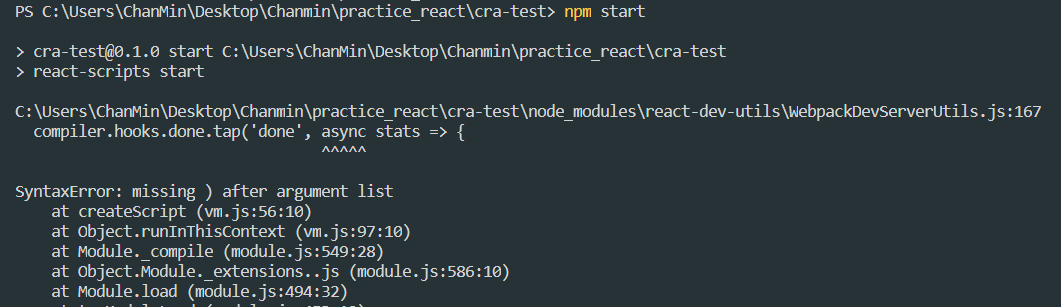 PS C:\Users\ChanMin\Desktop\Chanmin\practice_react\cra-test> npm start
> cra-test@0.1.0 start C:\Users\ChanMin\Desktop\Chanmin\practice_react\cra-test
> react-scripts start
C:\Users\ChanMin\Desktop\Chanmin\practice_react\cra-test\node_modules\react-dev-utils\WebpackDevServerUtils.js:167
  compiler.hooks.done.tap('done', async stats => {
                                  ^^^^^
SyntaxError: missing ) after argument list
    at createScript (vm.js:56:10)
    at Object.runInThisContext (vm.js:97:10)
    at Module._compile (module.js:549:28)
    at Object.Module._extensions..js (module.js:586:10)
    at Module.load (module.js:494:32)